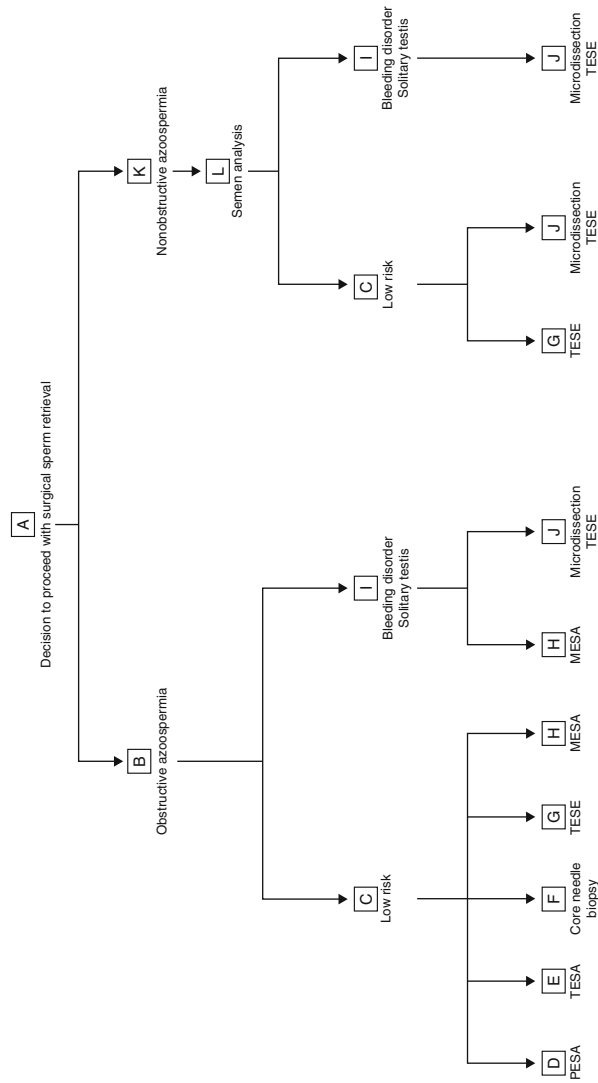 A
Decision to proceed with surgical sperm retrieval
B
Obstructive azoospermia
K
Nonobstructive azoospermia
L
Semen analysis
C
Low risk
I
Bleeding disorder
Solitary testis
C
Low risk
I
Bleeding disorder
Solitary testis
D
PESA
E
TESA
F
Core needle
biopsy
G
TESE
H
MESA
H
MESA
J
Microdissection
TESE
G
TESE
J
Microdissection
TESE
J
Microdissection
TESE